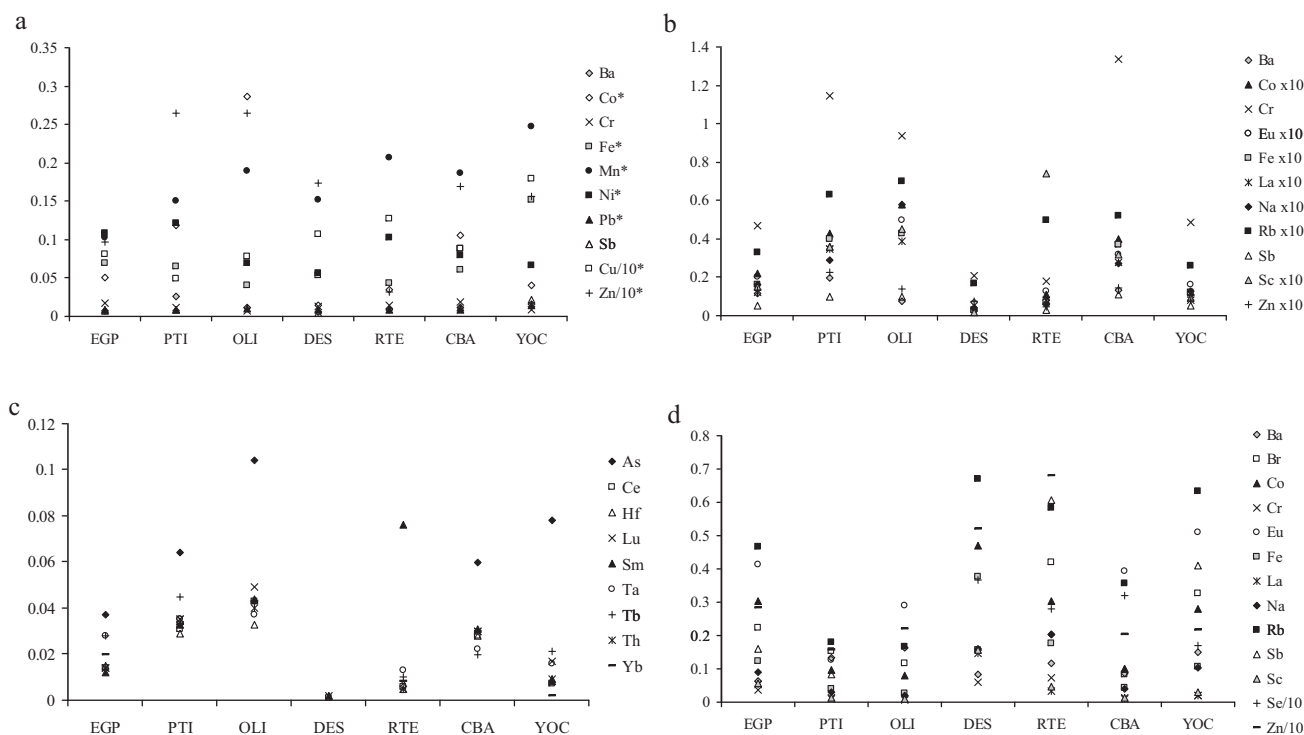 a
0.35
0.3
0.25
0.2
0.15
0.1
0.05
0
EGP PTI OLI DES RTE CBA YOC
Ba
Co*
Cr
Fe*
Mn*
Ni*
Pb*
Sb
Cu/10*
Zn/10*
b
1.4
1.2
1
0.8
0.6
0.4
0.2
0
EGP PTI OLI DES RTE CBA YOC
Ba
Co x10
Cr
Eu x10
Fe x10
La x10
Na x10
Rb x10
Sb
Sc x10
Zn x10
c
0.12
0.1
0.08
0.06
0.04
0.02
0
EGP PTI OLI DES RTE CBA YOC
As
Ce
Hf
Lu
Sm
Ta
Tb
Th
Yb
d
0.8
0.7
0.6
0.5
0.4
0.3
0.2
0.1
0
EGP PTI OLI DES RTE CBA YOC
Ba
Br
Co
Cr
Eu
Fe
La
Na
Rb
Sb
Sc
Se/10
Zn/10